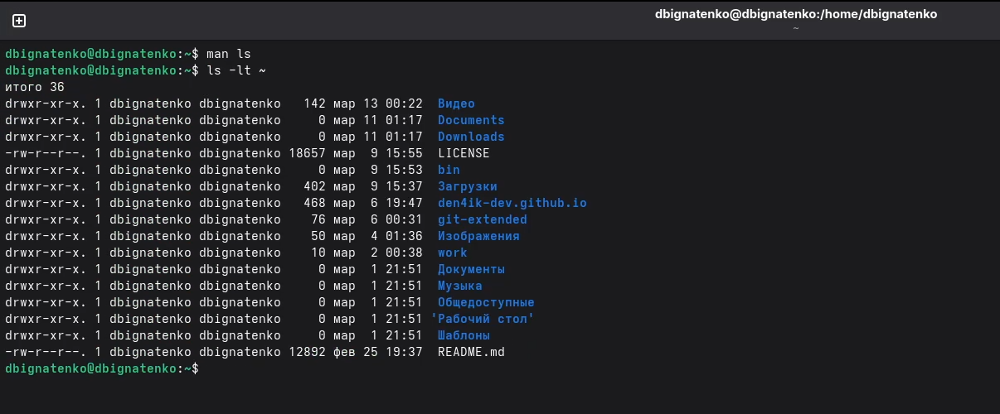 dbignatenko@dbignatenko:/home/dbignatenko
~
dbignatenko@dbignatenko:~$ man ls
dbignatenko@dbignatenko:~$ ls -lt ~
итого 36
drwxr-xr-x. 1 dbignatenko dbignatenko   142 мар 13 00:22  Видео
drwxr-xr-x. 1 dbignatenko dbignatenko     0 мар 11 01:17  Documents
drwxr-xr-x. 1 dbignatenko dbignatenko     0 мар 11 01:17  Downloads
-rw-r--r--. 1 dbignatenko dbignatenko 18657 мар  9 15:55  LICENSE
drwxr-xr-x. 1 dbignatenko dbignatenko     0 мар  9 15:53  bin
drwxr-xr-x. 1 dbignatenko dbignatenko   402 мар  9 15:37  Загрузки
drwxr-xr-x. 1 dbignatenko dbignatenko   468 мар  6 19:47  den4ik-dev.github.io
drwxr-xr-x. 1 dbignatenko dbignatenko    76 мар  6 00:31  git-extended
drwxr-xr-x. 1 dbignatenko dbignatenko    50 мар  4 01:36  Изображения
drwxr-xr-x. 1 dbignatenko dbignatenko    10 мар  2 00:38  work
drwxr-xr-x. 1 dbignatenko dbignatenko     0 мар  1 21:51  Документы
drwxr-xr-x. 1 dbignatenko dbignatenko     0 мар  1 21:51  Музыка
drwxr-xr-x. 1 dbignatenko dbignatenko     0 мар  1 21:51  Общедоступные
drwxr-xr-x. 1 dbignatenko dbignatenko     0 мар  1 21:51 'Рабочий стол'
drwxr-xr-x. 1 dbignatenko dbignatenko     0 мар  1 21:51  Шаблоны
-rw-r--r--. 1 dbignatenko dbignatenko 12892 фев 25 19:37  README.md
dbignatenko@dbignatenko:~$